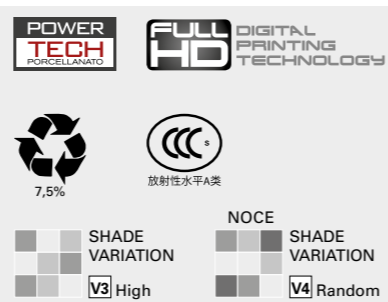 POWER
TECH
PORCELLANATO
FULL
HD
DIGITAL
PRINTING
TECHNOLOGY
7,5%
CCC S
放射性水平A类
SHADE
VARIATION
V3 High
NOCE
SHADE
VARIATION
V4 Random